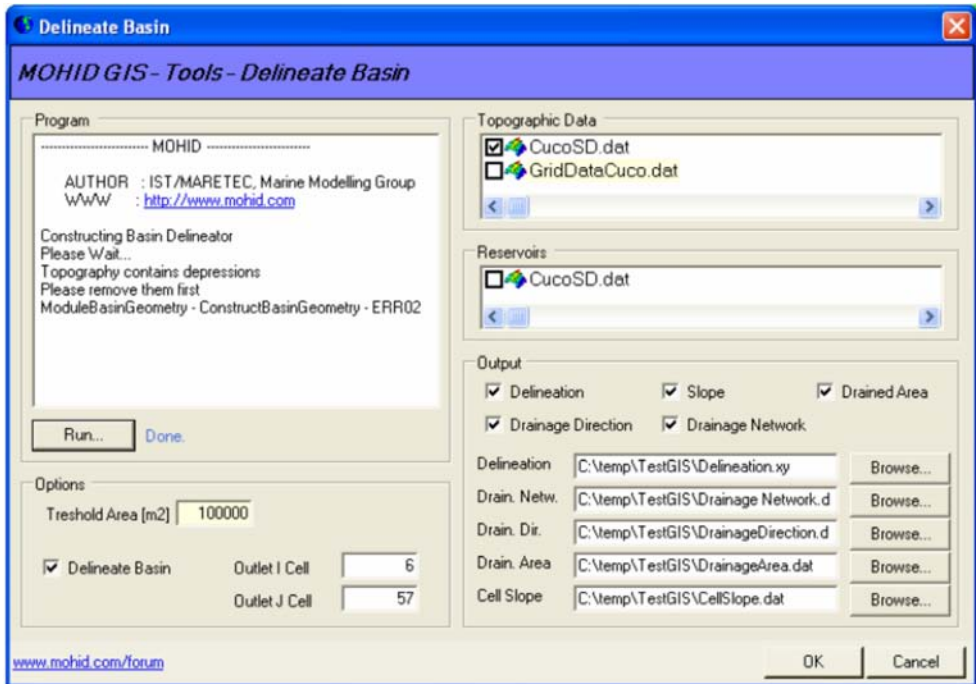 Delineate Basin
MOHID GIS - Tools - Delineate Basin
Program
-------------------------- MOHID -------------------------
AUTHOR : IST/MARETEC, Marine Modelling Group
WWW : http://www.mohid.com
Constructing Basin Delineator
Please Wait...
Topography contains depressions
Please remove them first
ModuleBasinGeometry - ConstructBasinGeometry - ERR02
Run... Done.
Options
Treshold Area [m2] 100000
Delineate Basin Outlet I Cell 6
Outlet J Cell 57
Topographic Data
CucoSD.dat
GridDataCuco.dat
Reservoirs
CucoSD.dat
Output
Delineation Slope Drained Area
Drainage Direction Drainage Network
Delineation C:\temp\TestGIS\Delineation.xy Browse...
Drain. Netw. C:\temp\TestGIS\Drainage Network.d Browse...
Drain. Dir. C:\temp\TestGIS\DrainageDirection.d Browse...
Drain. Area C:\temp\TestGIS\DrainageArea.dat Browse...
Cell Slope C:\temp\TestGIS\CellSlope.dat Browse...
www.mohid.com/forum
OK Cancel